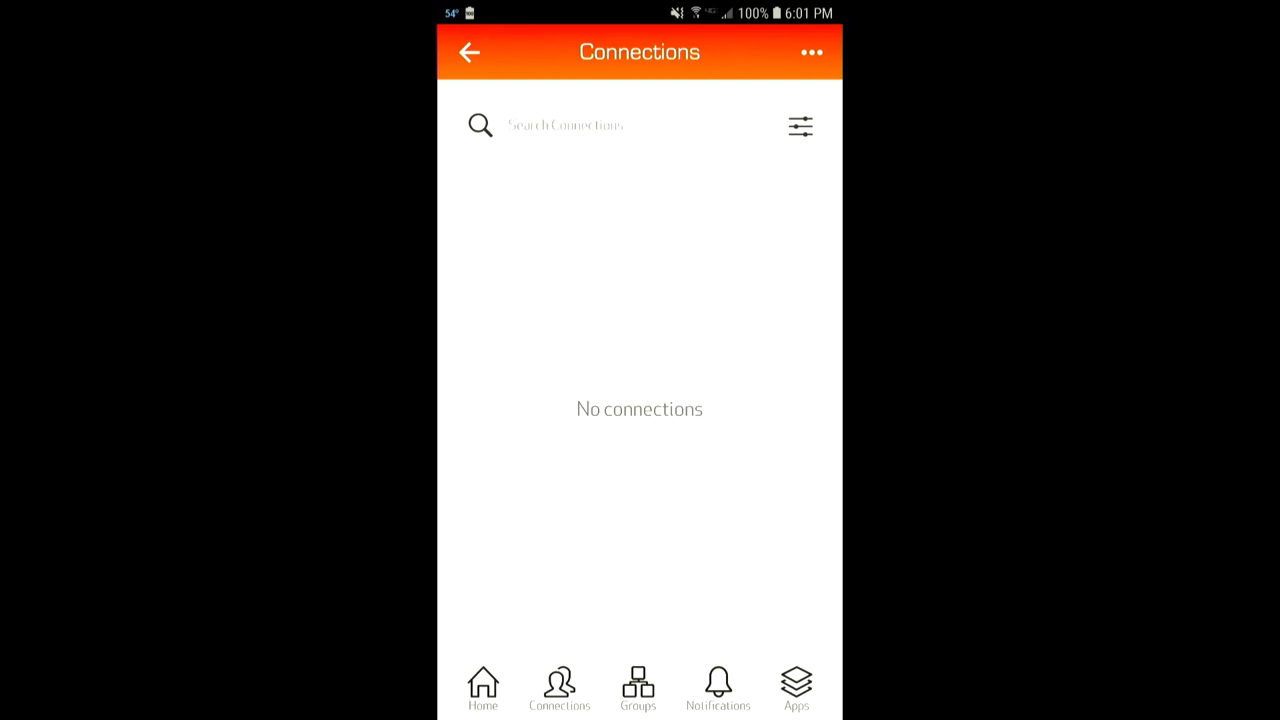 54° 100% 6:01 PM
Connections
Search Connections
No connections
Home Connections Groups Notifications Apps